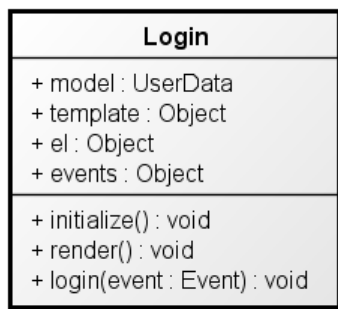 Login
+ model : UserData
+ template : Object
+ el : Object
+ events : Object
+ initialize() : void
+ render() : void
+ login(event : Event) : void